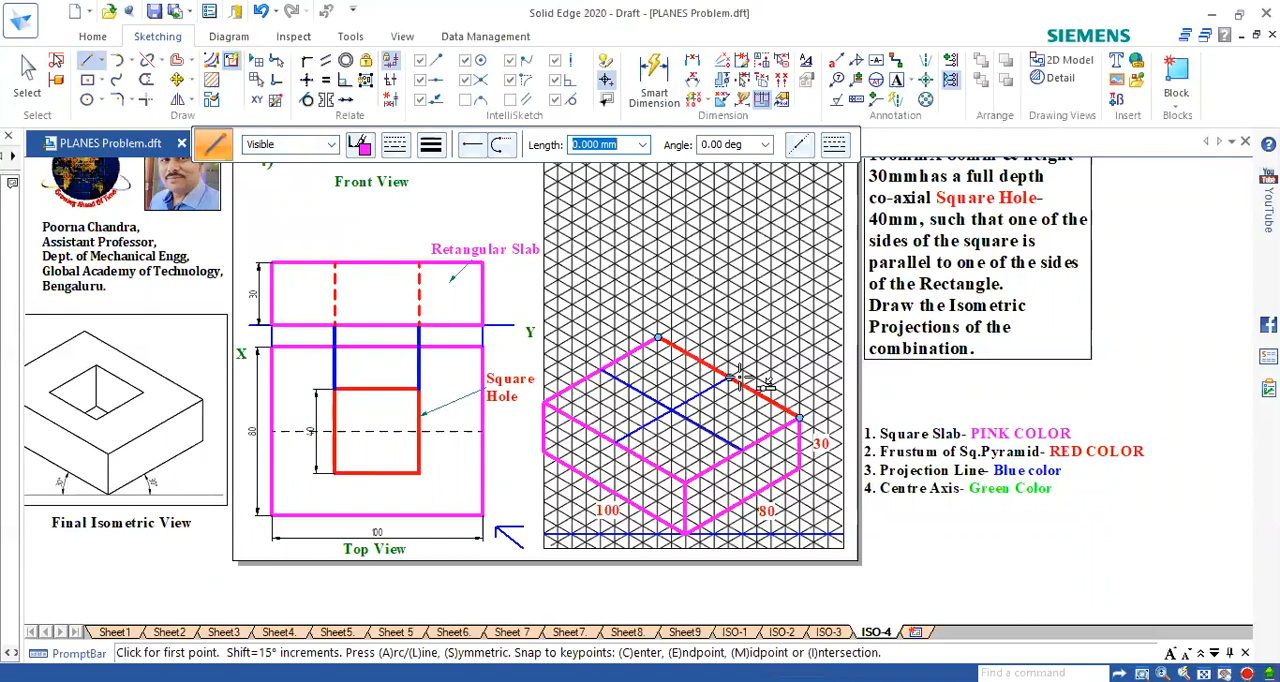 Solid Edge 2020 - Draft - [PLANES Problem.dft]
Home Sketching Diagram Inspect Tools View Data Management
SIEMENS
Select
Smart
Dimension
2D Model
Detail
Block
Select Draw Relate IntelliSketch Dimension Annotation Arrange Drawing Views Insert Blocks
PLANES Problem.dft
Visible
Length: 0.000 mm
Angle: 0.00 deg
Poorna Chandra,
Assistant Professor,
Dept. of Mechanical Engg,
Global Academy of Technology,
Bengaluru.
30°
30°
Final Isometric View
Front View
Retangular Slab
30
X
Y
Square
Hole
80
40
100
Top View
30
100
80
100mmX 80mm & height
30mmhas a full depth
co-axial Square Hole-
40mm, such that one of the
sides of the square is
parallel to one of the sides
of the Rectangle.
Draw the Isometric
Projections of the
combination.
1. Square Slab- PINK COLOR
2. Frustum of Sq.Pyramid- RED COLOR
3. Projection Line- Blue color
4. Centre Axis- Green Color
YouTube
Sheet1 Sheet2 Sheet3 Sheet4. Sheet5. Sheet 5 Sheet6. Sheet 7 Sheet7. Sheet8. Sheet9 ISO-1 ISO-2 ISO-3 ISO-4
PromptBar
Click for first point. Shift=15° increments. Press (A)rc/(L)ine, (S)ymmetric. Snap to keypoints: (C)enter, (E)ndpoint, (M)idpoint or (I)ntersection.
Find a command